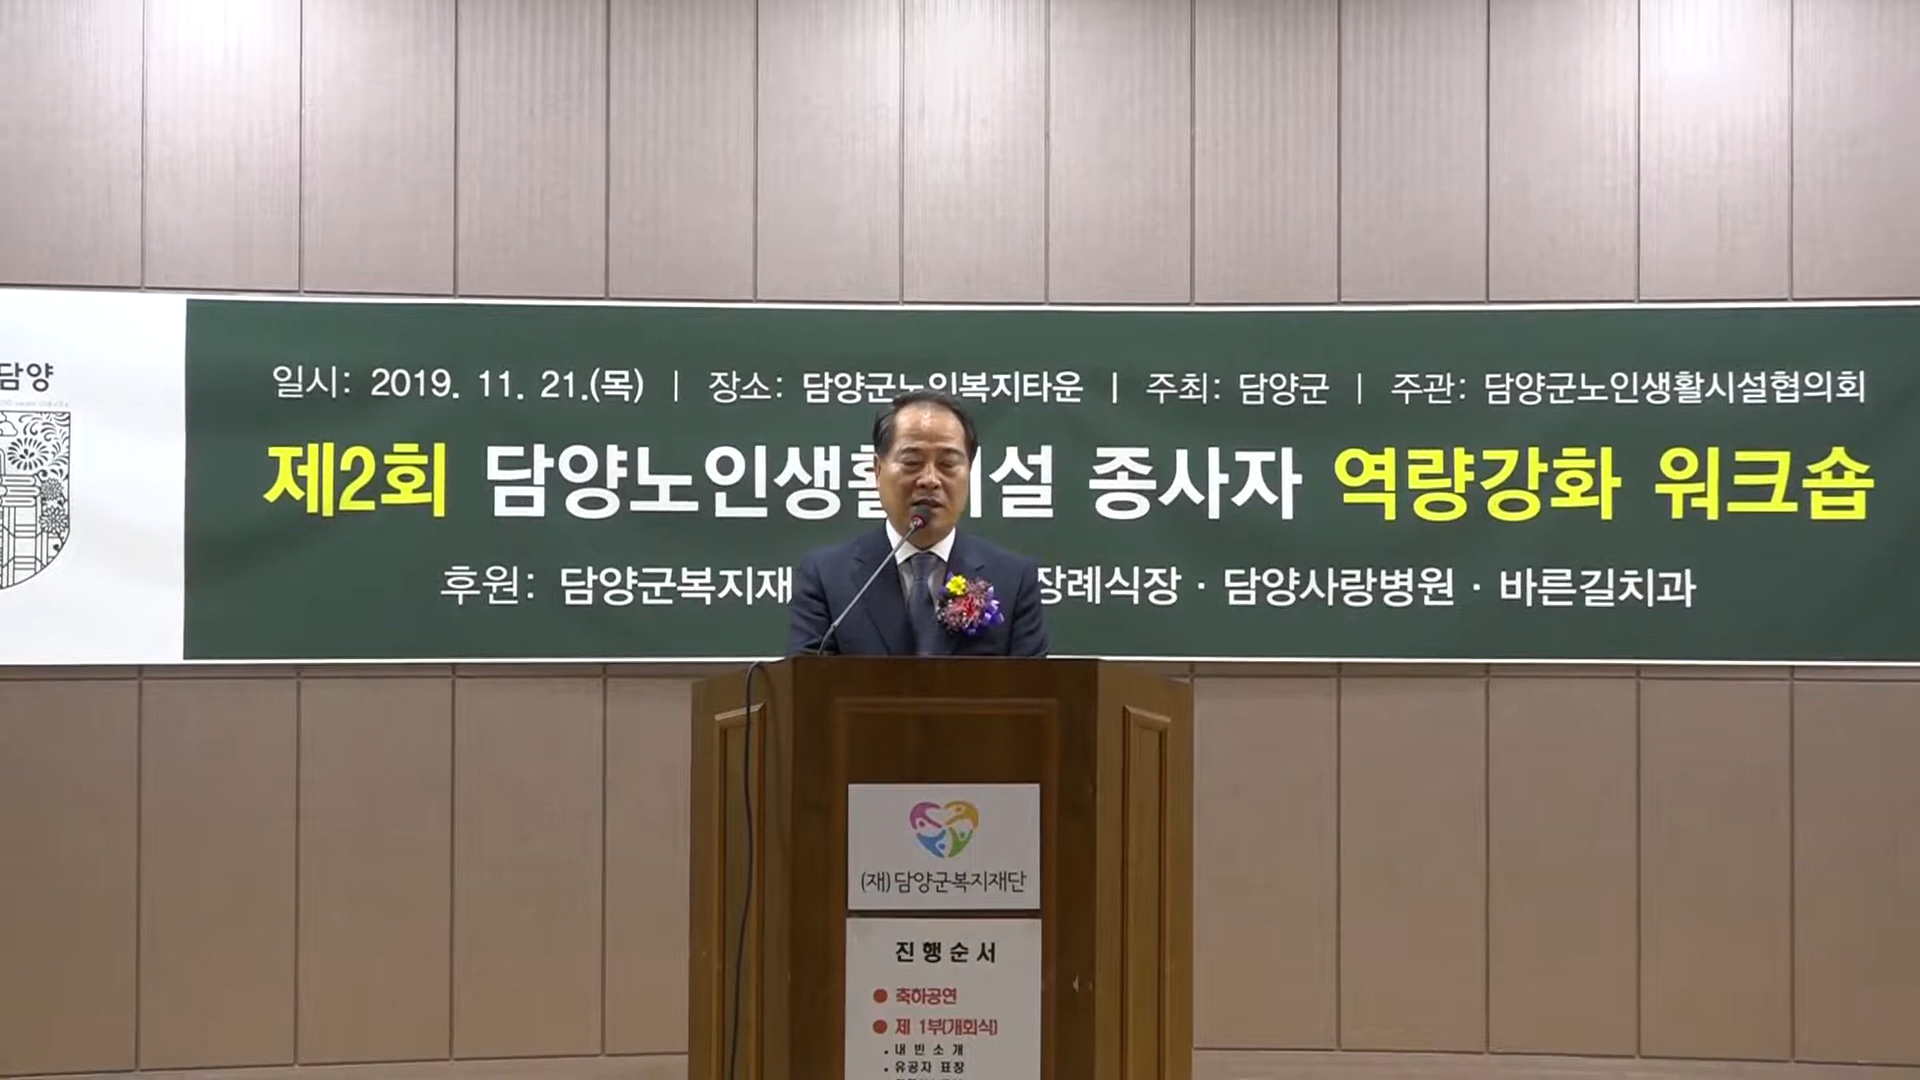 담양
일시: 2019. 11. 21.(목) | 장소: 담양군노인복지타운 | 주최: 담양군 | 주관: 담양군노인생활시설협의회
제2회 담양노인생활시설 종사자 역량강화 워크숍
후원: 담양군복지재 장례식장 · 담양사랑병원 · 바른길치과
(재)담양군복지재단
진행순서
● 축하공연
● 제 1부(개회식)
• 내 빈 소 개
• 유공자 표창